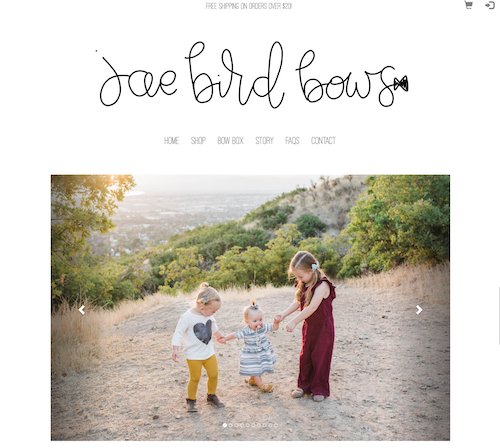 FREE SHIPPING ON ORDERS OVER $20!
jae bird bows
HOME SHOP BOW BOX STORY FAQS CONTACT